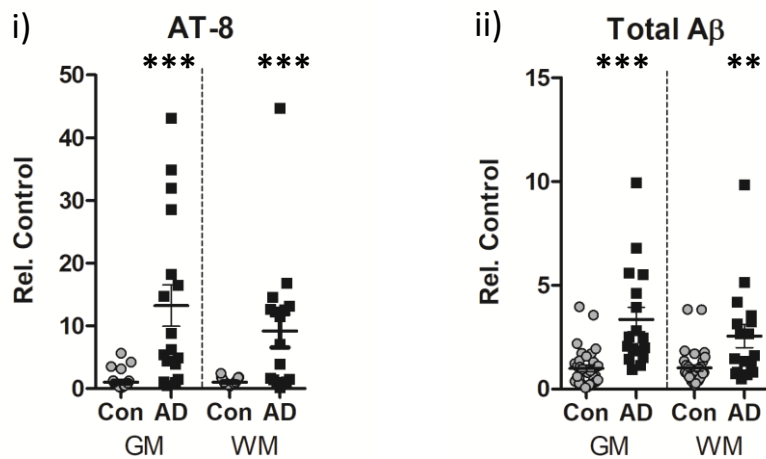 i) AT-8
*** ***
Rel. Control
50
40
30
20
10
0
Con AD Con AD
GM WM
ii) Total Aβ
*** **
Rel. Control
15
10
5
0
Con AD Con AD
GM WM